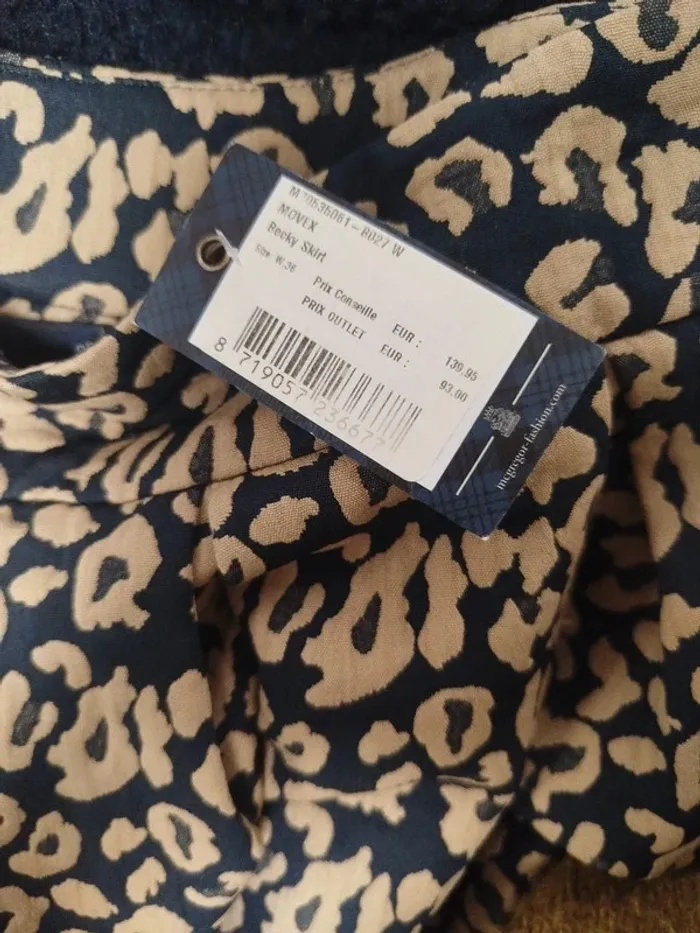 M70535061-8027 W
MOVEX
Becky Skirt
Size W.36
Prix Conseille EUR : 139.95
PRIX OUTLET EUR : 93.00
8 719057 236677
mcgregor-fashion.com